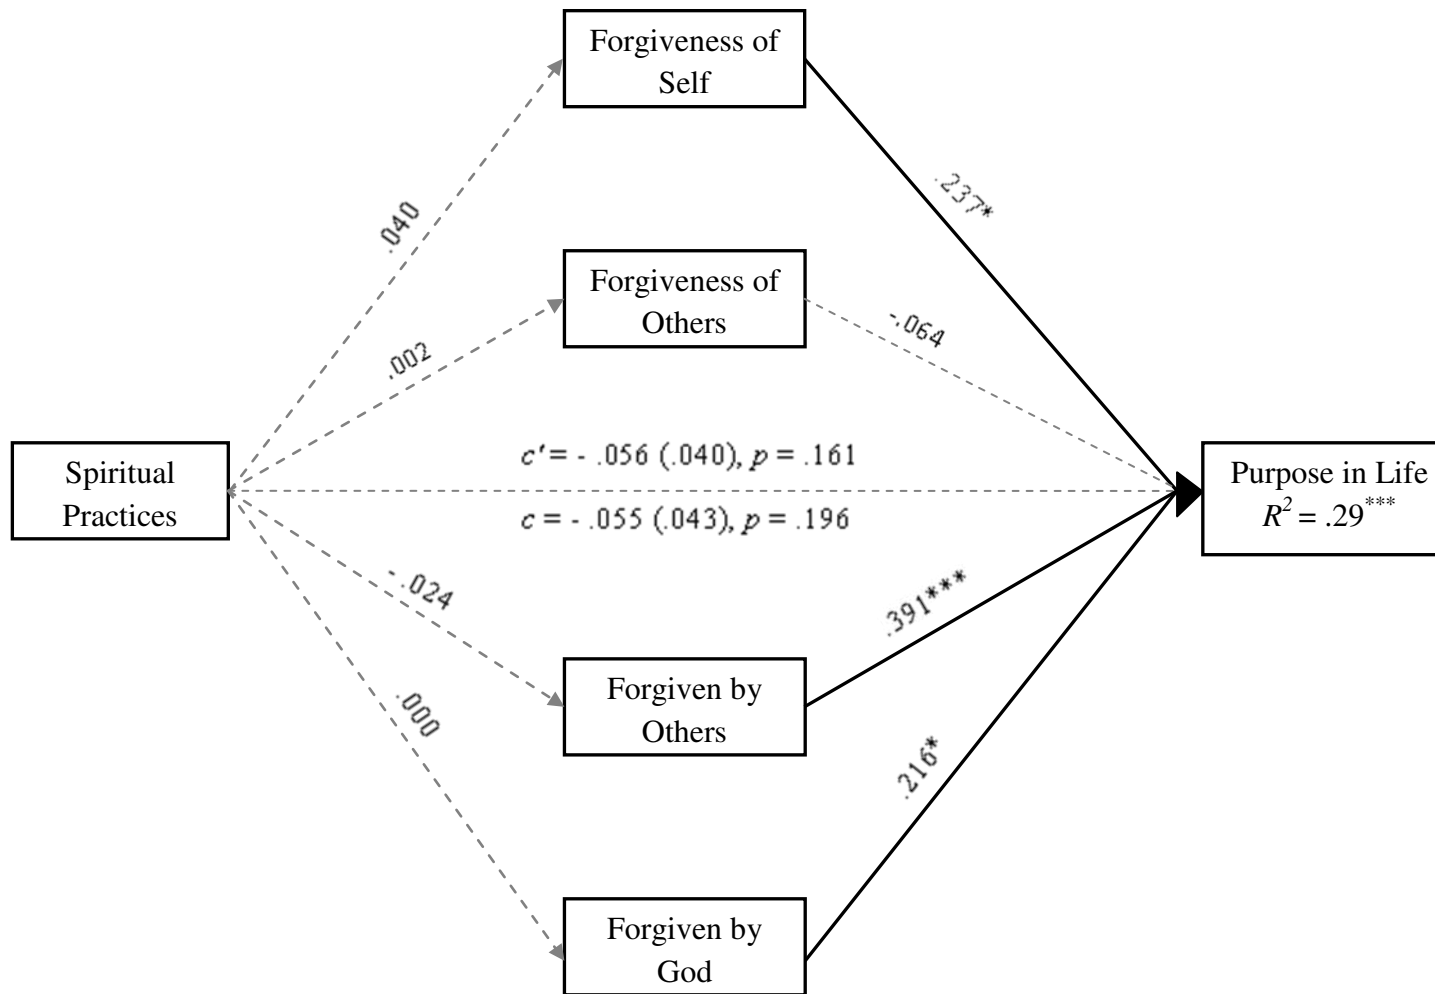 Forgiveness of
Self
.040
.237*
Forgiveness of
Others
.002
-.064
Spiritual
Practices
c' = - .056 (.040), p = .161
c = - .055 (.043), p = .196
Purpose in Life
R² = .29***
- .024
.391***
Forgiven by
Others
.000
.216*
Forgiven by
God